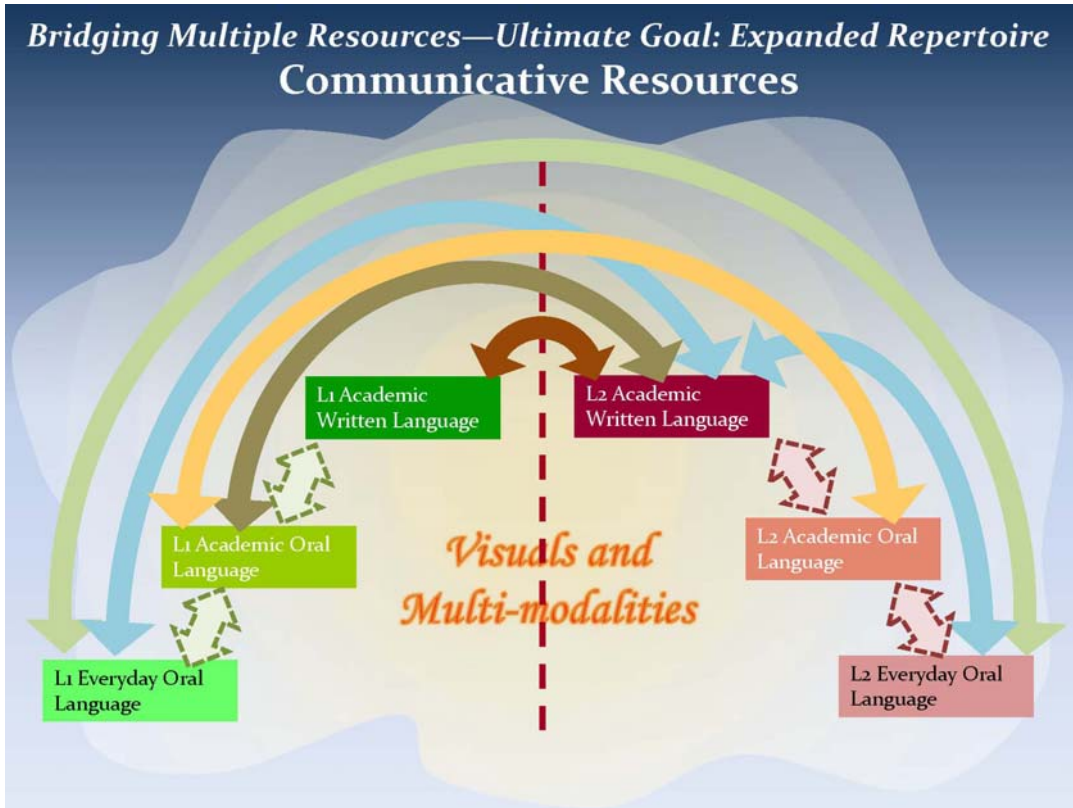 Bridging Multiple Resources—Ultimate Goal: Expanded Repertoire
Communicative Resources
L1 Academic
Written Language
L2 Academic
Written Language
L1 Academic Oral
Language
L2 Academic Oral
Language
Visuals and
Multi-modalities
L1 Everyday Oral
Language
L2 Everyday Oral
Language